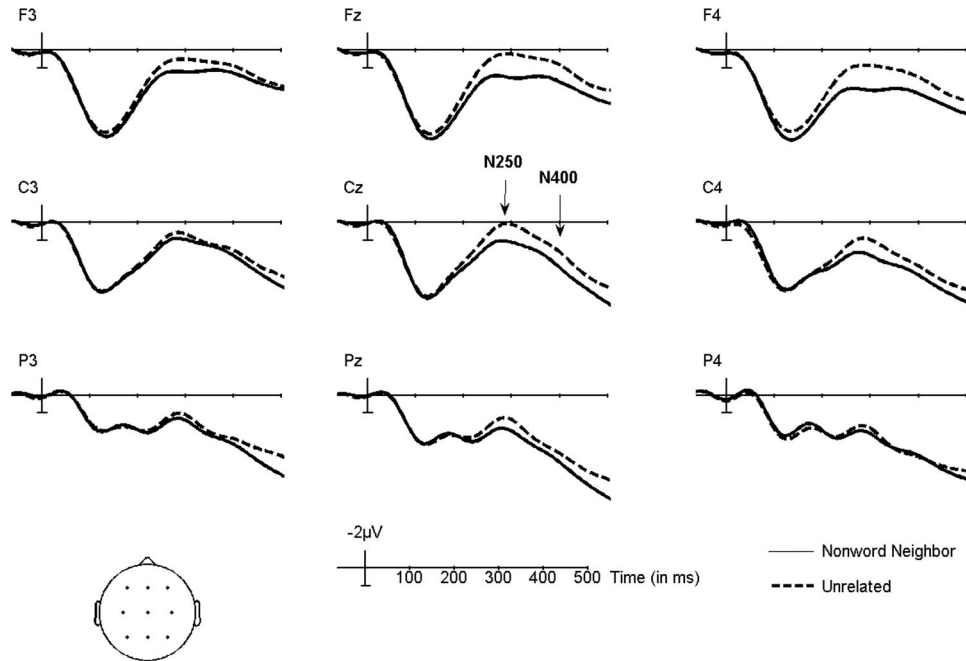 F3
Fz
F4
C3
Cz
N250
N400
C4
P3
Pz
P4
-2µV
100 200 300 400 500 Time (in ms)
Nonword Neighbor
Unrelated